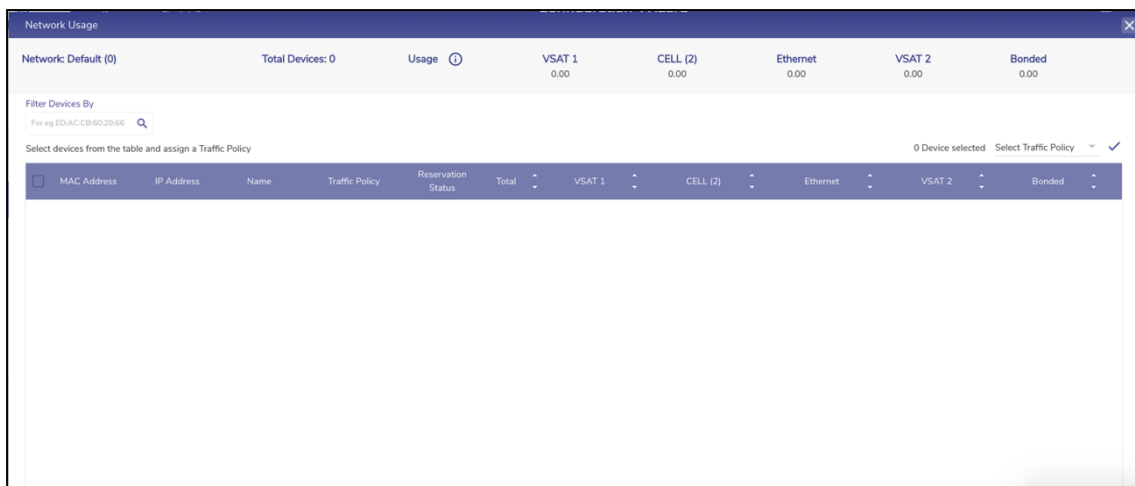 Network Usage
Network: Default (0) Total Devices: 0 Usage VSAT 1 CELL (2) Ethernet VSAT 2 Bonded
0.00 0.00 0.00 0.00 0.00
Filter Devices By
For eg ED:AC:CB:6D:20:66
Select devices from the table and assign a Traffic Policy 0 Device selected Select Traffic Policy
MAC Address IP Address Name Traffic Policy Reservation Status Total VSAT 1 CELL (2) Ethernet VSAT 2 Bonded